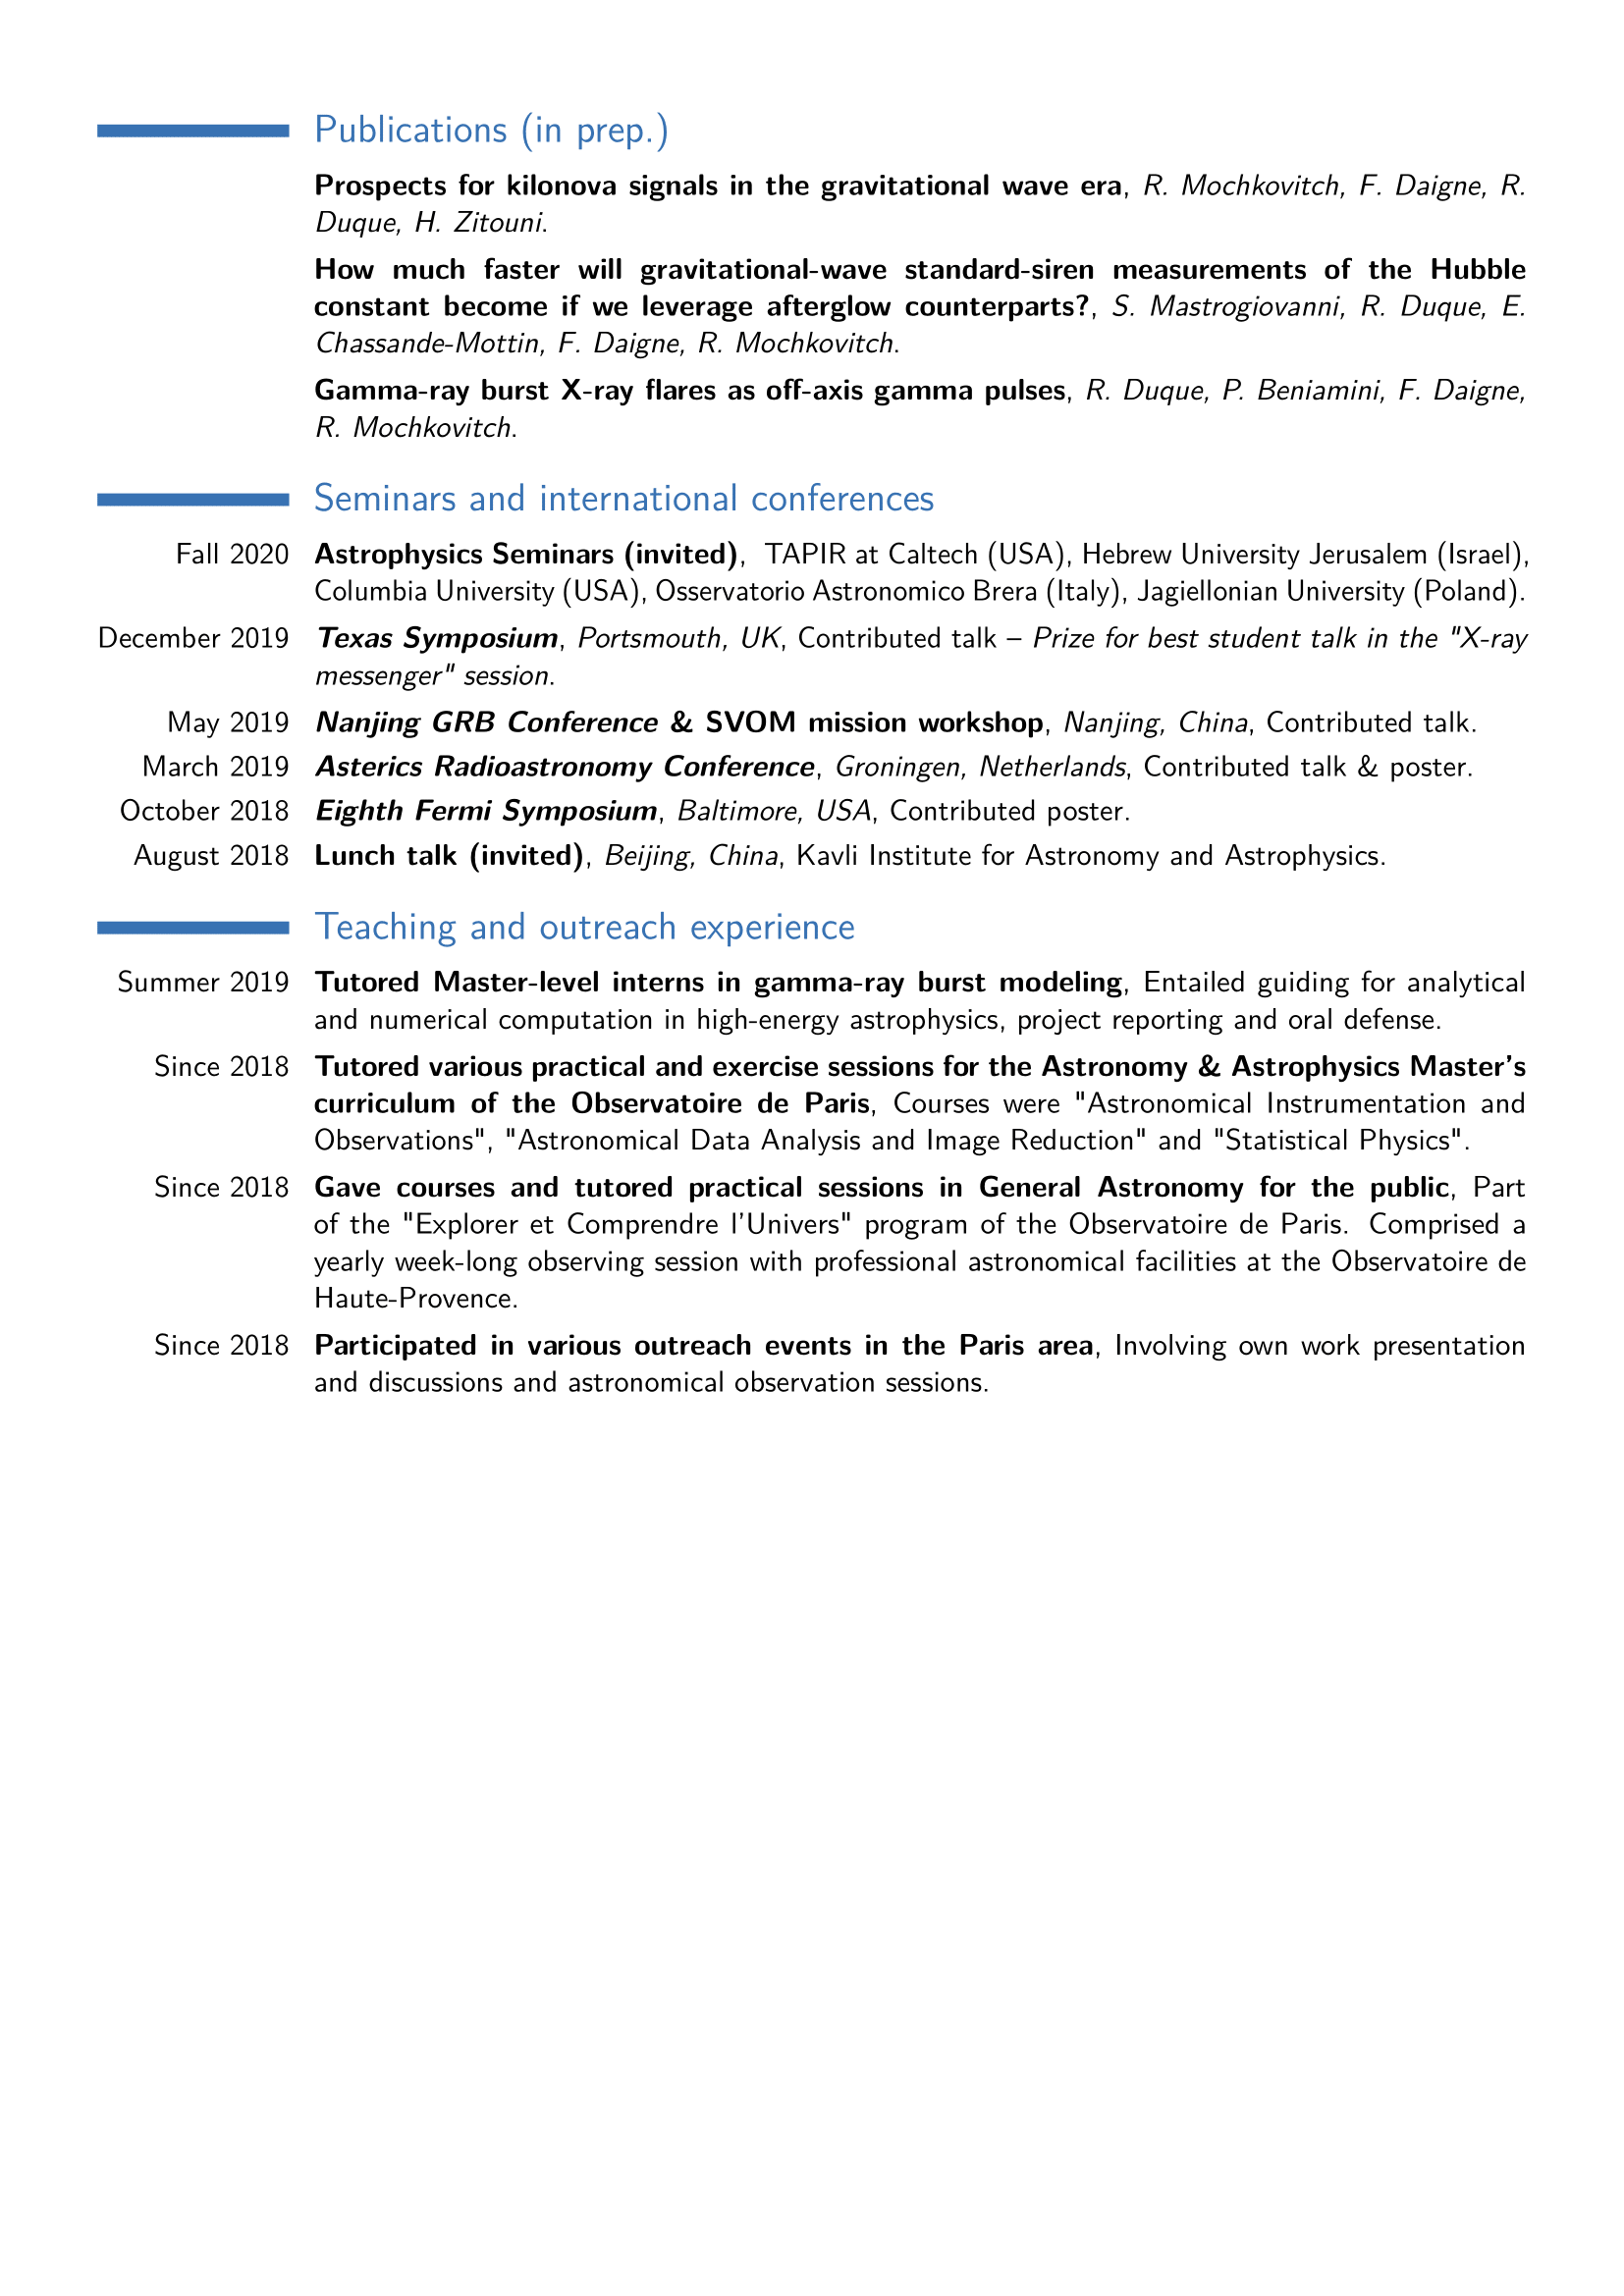 Publications (in prep.)
Prospects for kilonova signals in the gravitational wave era, R. Mochkovitch, F. Daigne, R.
Duque, H. Zitouni.
How much faster will gravitational-wave standard-siren measurements of the Hubble
constant become if we leverage afterglow counterparts?, S. Mastrogiovanni, R. Duque, E.
Chassande-Mottin, F. Daigne, R. Mochkovitch.
Gamma-ray burst X-ray flares as off-axis gamma pulses, R. Duque, P. Beniamini, F. Daigne,
R. Mochkovitch.
Seminars and international conferences
Fall 2020 Astrophysics Seminars (invited), TAPIR at Caltech (USA), Hebrew University Jerusalem (Israel),
Columbia University (USA), Osservatorio Astronomico Brera (Italy), Jagiellonian University (Poland).
December 2019 Texas Symposium, Portsmouth, UK, Contributed talk – Prize for best student talk in the "X-ray
messenger" session.
May 2019 Nanjing GRB Conference & SVOM mission workshop, Nanjing, China, Contributed talk.
March 2019 Asterics Radioastronomy Conference, Groningen, Netherlands, Contributed talk & poster.
October 2018 Eighth Fermi Symposium, Baltimore, USA, Contributed poster.
August 2018 Lunch talk (invited), Beijing, China, Kavli Institute for Astronomy and Astrophysics.
Teaching and outreach experience
Summer 2019 Tutored Master-level interns in gamma-ray burst modeling, Entailed guiding for analytical
and numerical computation in high-energy astrophysics, project reporting and oral defense.
Since 2018 Tutored various practical and exercise sessions for the Astronomy & Astrophysics Master's
curriculum of the Observatoire de Paris, Courses were "Astronomical Instrumentation and
Observations", "Astronomical Data Analysis and Image Reduction" and "Statistical Physics".
Since 2018 Gave courses and tutored practical sessions in General Astronomy for the public, Part
of the "Explorer et Comprendre l'Univers" program of the Observatoire de Paris. Comprised a
yearly week-long observing session with professional astronomical facilities at the Observatoire de
Haute-Provence.
Since 2018 Participated in various outreach events in the Paris area, Involving own work presentation
and discussions and astronomical observation sessions.